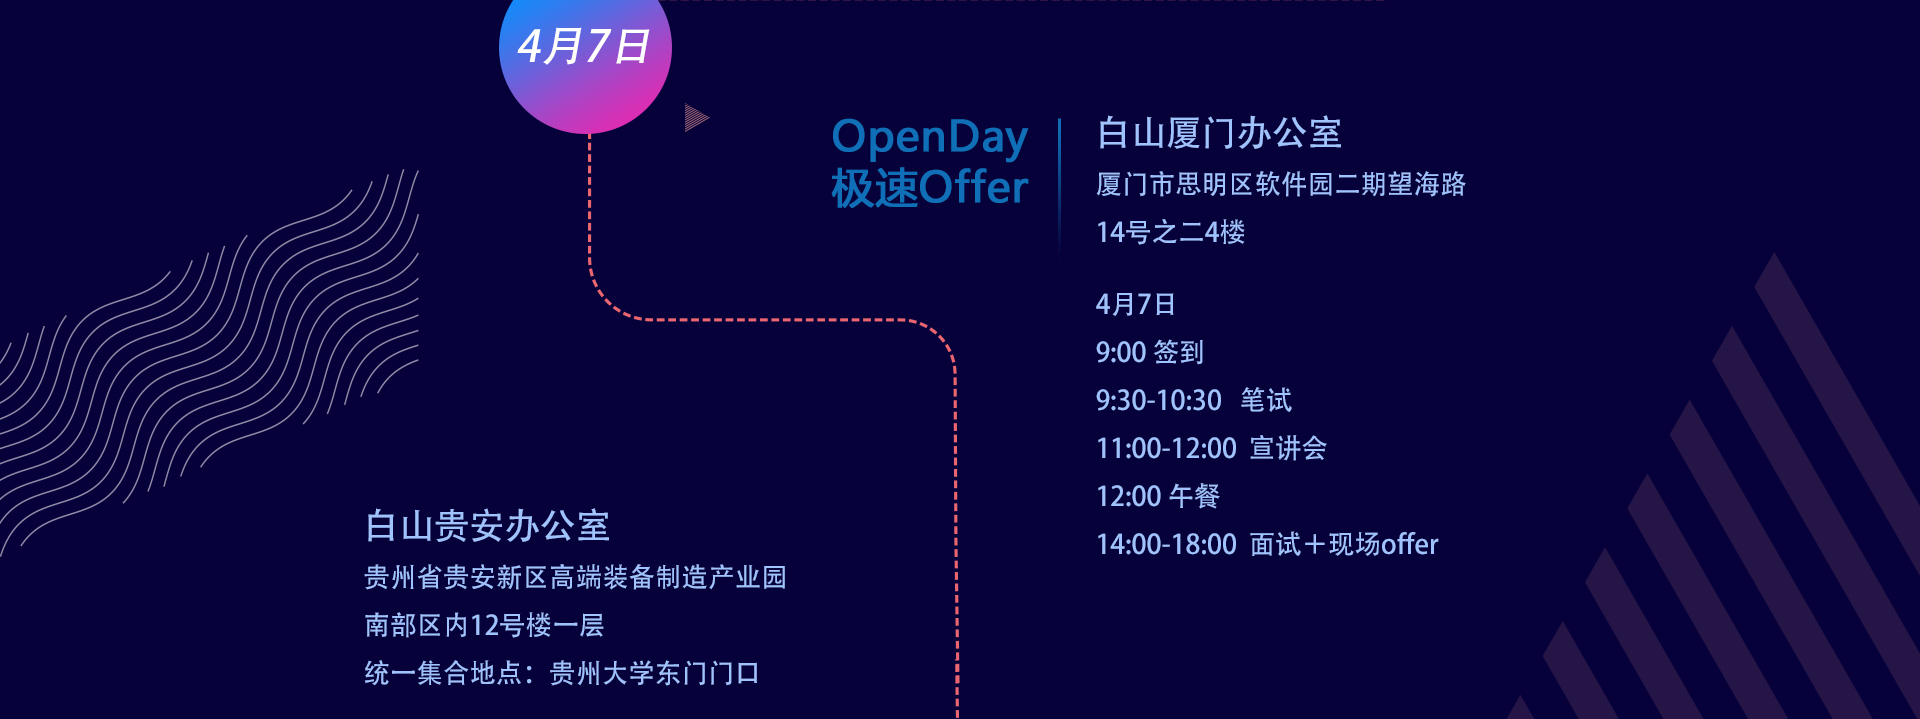 4月7日
OpenDay
极速Offer
白山厦门办公室
厦门市思明区软件园二期望海路
14号之二4楼
4月7日
9:00 签到
9:30-10:30 笔试
11:00-12:00 宣讲会
12:00 午餐
14:00-18:00 面试＋现场offer
白山贵安办公室
贵州省贵安新区高端装备制造产业园
南部区内12号楼一层
统一集合地点：贵州大学东门门口